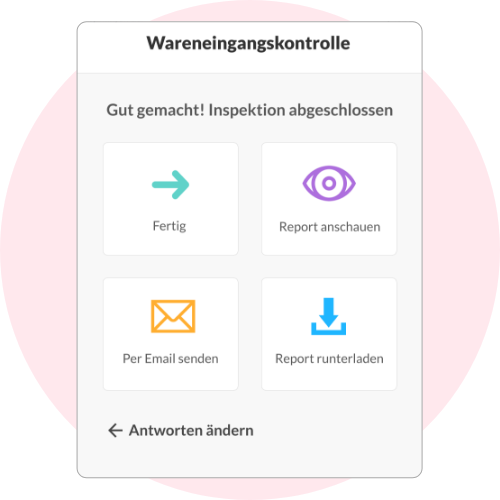 Wareneingangskontrolle
Gut gemacht! Inspektion abgeschlossen
Fertig
Report anschauen
Per Email senden
Report runterladen
Antworten ändern